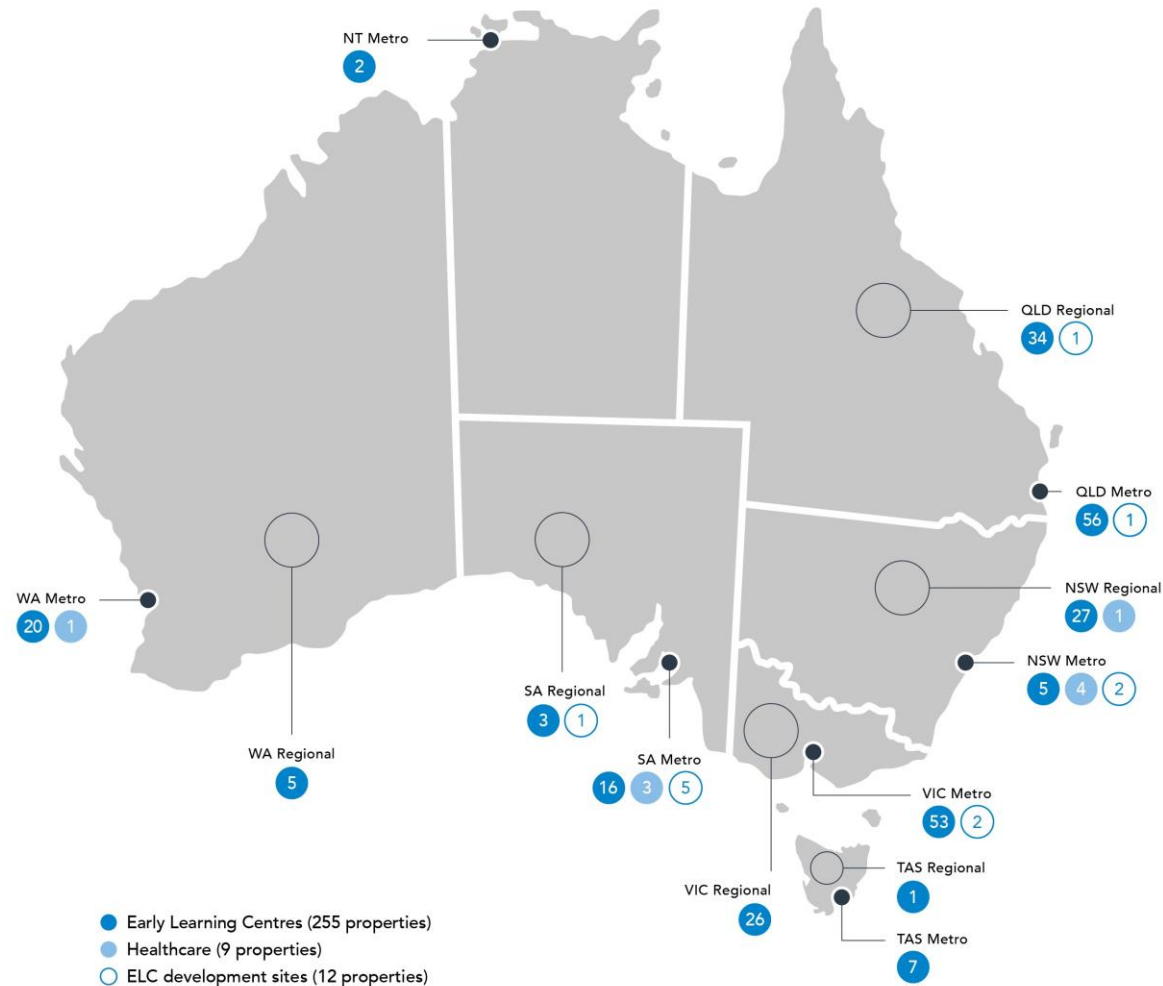 NT Metro
2
QLD Regional
34 1
QLD Metro
56 1
NSW Regional
27 1
WA Metro
20 1
NSW Metro
5 4 2
SA Regional
3 1
WA Regional
5
SA Metro
16 3 5
VIC Metro
53 2
TAS Regional
1
VIC Regional
26
TAS Metro
7
Early Learning Centres (255 properties)
Healthcare (9 properties)
ELC development sites (12 properties)